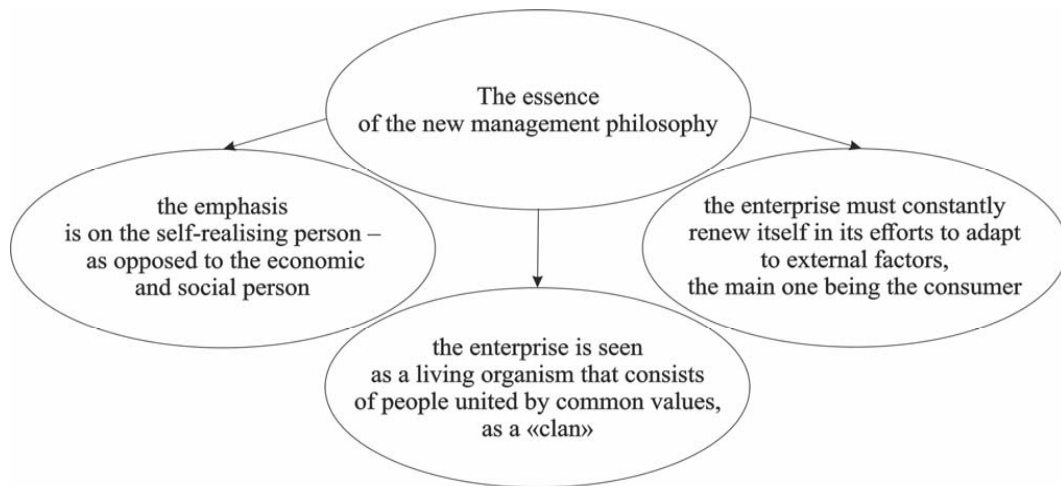 The essence
of the new management philosophy
the emphasis
is on the self-realising person –
as opposed to the economic
and social person
the enterprise is seen
as a living organism that consists
of people united by common values,
as a «clan»
the enterprise must constantly
renew itself in its efforts to adapt
to external factors,
the main one being the consumer